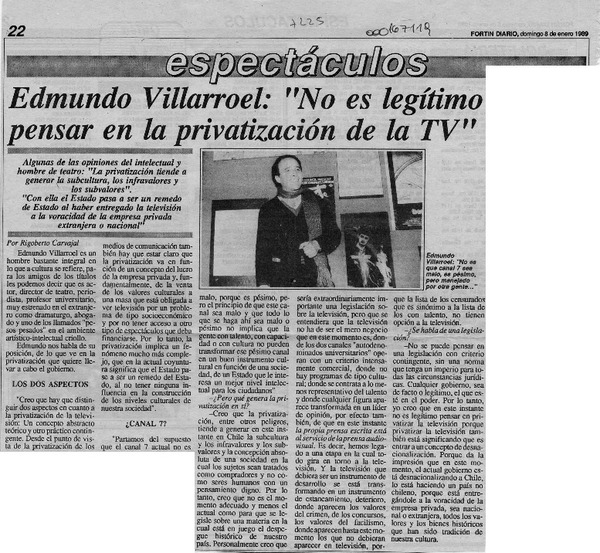 22
1225
000167119
FORTIN DIARIO, domingo 8 de enero 1989
espectáculos
Edmundo Villarroel: "No es legítimo
pensar en la privatización de la TV"
Algunas de las opiniones del intelectual y
hombre de teatro: "La privatización tiende a
generar la subcultura, los infravalores y
los subvalores".
"Con ella el Estado pasa a ser un remedo
de Estado al haber entregado la televisión
a la voracidad de la empresa privada
extranjera o nacional"
Por Rigoberto Carvajal
Edmundo Villarroel es un
hombre bastante integral en
lo que a cultura se refiere, pa-
ra los amigos de los títulos
les podemos decir que es ac-
tor, director de teatro, perio-
dista, profesor universitario,
muy estrenado en el extranje-
ro como dramaturgo, aboga-
do y uno de los llamados "pe-
sos pesados" en el ambiente
artístico-intelectual criollo.
Edmundo nos habla de su
posición, de lo que ve en la
privatización que quiere lle-
var a cabo el gobierno.
LOS DOS ASPECTOS
"Creo que hay que distin-
guir dos aspectos en cuanto a
la privatización de la televi-
sión: Un concepto abstracto
teórico y otro práctico contin-
gente. Desde el punto de vis-
ta de la privatización de los
medios de comunicación tam-
bién hay que estar claro que
la privatización va en fun-
ción de un concepto del lucro
de la empresa privada y, fun-
damentalmente, de la venta
de los valores culturales a
una masa que está obligada a
ver televisión por un proble-
ma de tipo socioeconómico
y por no tener acceso a otro
tipo de espectáculos que deba
financiarse. Por lo tanto, la
privatización implica un fe-
nómeno mucho más comple-
jo, que en la actual coyuntu-
ra significa que el Estado pase
a ser un remedo del Estado,
al no tener ninguna in-
fluencia en la construcción
de los niveles culturales de
nuestra sociedad".
¿CANAL 7?
"Partamos del supuesto
que el canal 7 actual no es
malo, porque es pésimo, pe-
ro el principio de que este ca-
nal sea malo y que todo lo
que se haga ahí sea malo o
pésimo no implica que la
gente con talento, con capaci-
dad o con cultura no pueden
transformar ese pésimo canal
en un buen instrumento cultu-
ral en función de una socie-
dad, de un Estado que le inte-
resa un mejor nivel intelec-
tual para los ciudadanos"
–¿Pero qué genera la pri-
vatización en tí?
–Creo que la privatiza-
ción, entre otros peligros,
tiende a generar en este ins-
tante en Chile la subcultura
y los infravalores y los sub-
valores y la concepción abso-
luta de una sociedad en la
cual los sujetos sean tratados
como compradores y no co-
mo seres humanos con un
pensamiento digno. Por lo
tanto, creo que no es el mo-
mento adecuado y menos el
actual como para que se le-
gisle sobre una materia en la
cual está en juego el despe-
gue histórico de nuestro
país. Personalmente creo que
sería extraordinariamente im-
portante una legislación so-
bre la televisión, pero que se
entendiera que la televisión
no ha de ser el mero negocio
que en este momento es, don-
de los canales "autodeno-
minados universitarios" ope-
ran con un criterio intensa-
mente comercial, donde no
hay programas de tipo cultu-
ral; donde se contrata a lo me-
nos representativo del talento
y donde cualquier figura apa-
rece transformada en un líder
de opinión, por efectos tam-
bién, de que en este instante
la propia prensa escrita está
al servicio de la prensa audio-
visual. Es decir, hemos lega-
do a una etapa en la cual to-
do gira en torno a la televi-
sión. Y la televisión que
debiera ser un instrumento de
desarrollo se está transfor-
mando en un instrumento de
estancamiento, deterioro,
donde aparecen los valores
del crimen, de los concursos,
los valores del facilismo,
donde aparecen los que no de-
bieran aparecer en televisión, por-
que la lista de los censurados
que es sinónimo a la lista de
los con talento, no tienen
opción a la televisión.
–¿Se habla de una legisla-
ción?
–No se puede pensar en
una legislación con criterio
contingente, sin una norma
que tenga un imperio para to-
das las circunstancias jurídi-
cas. Cualquier gobierno, sea
de facto o legítimo, el que es-
té en el poder. Por lo tanto,
yo creo que en este instante
no es legítimo pensar en pri-
vatizar la televisión porque
privatizar la televisión tam-
bién está significando que es
entrar a un concepto de desna-
cionalización. Porque da la
impresión que en este mo-
mento, el actual gobierno es-
tá desnacionalizando a Chile,
lo está haciendo un país no
chileno, porque está entre-
gándole a la voracidad de la
empresa privada, sea nacio-
nal o extranjera, todos los va-
lores y los bienes históricos
que han sido tradición de
nuestra cultura.
Edmundo
Villarroel: "No es
que canal 7 sea
malo, es pésimo,
pero manejado
por otra gente..."